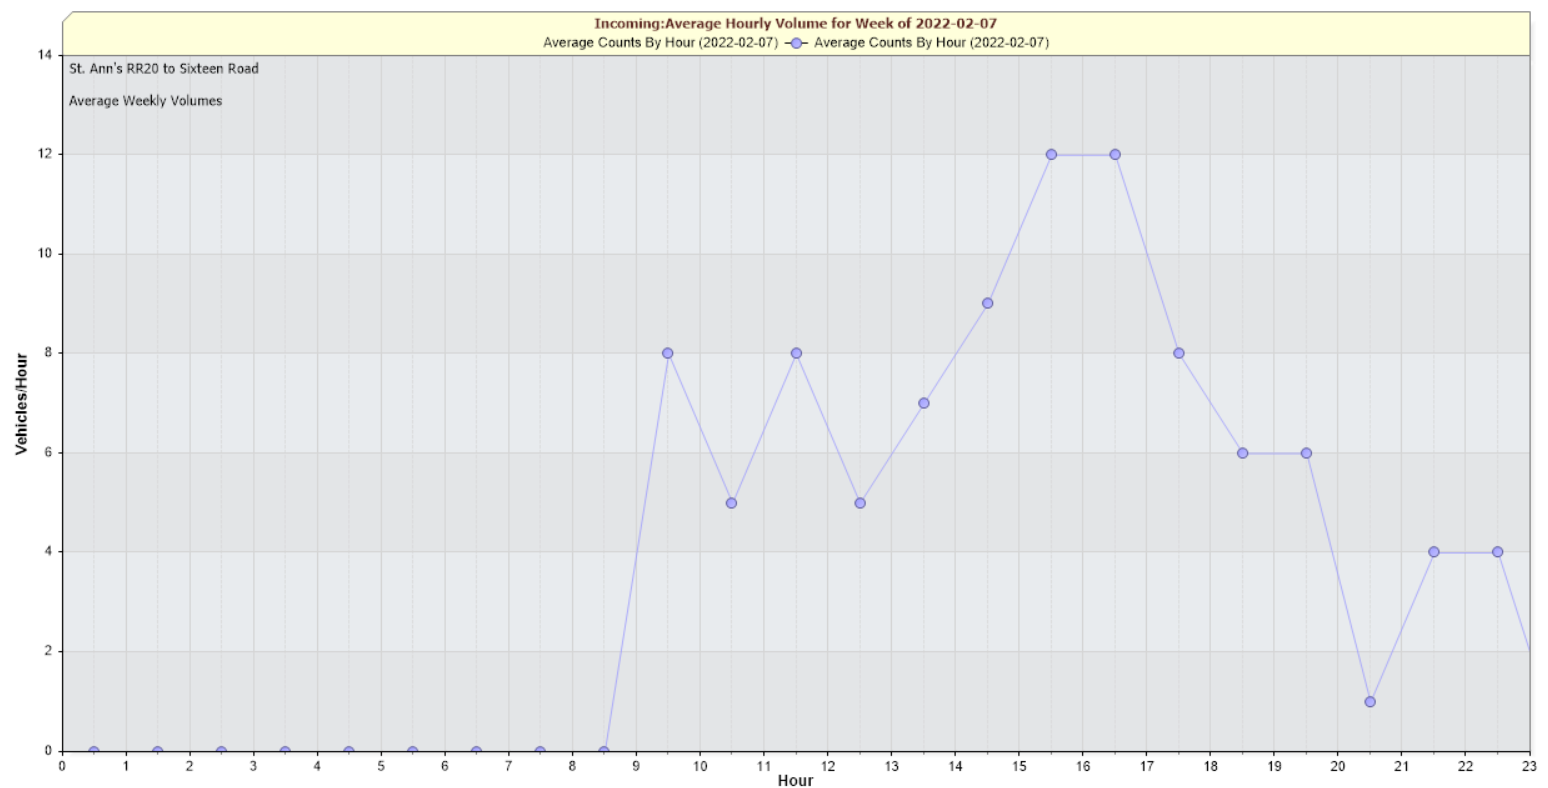 Incoming:Average Hourly Volume for Week of 2022-02-07
Average Counts By Hour (2022-02-07) Average Counts By Hour (2022-02-07)
St. Ann's RR20 to Sixteen Road
Average Weekly Volumes
14
12
10
8
6
4
2
0
Vehicles/Hour
0 1 2 3 4 5 6 7 8 9 10 11 12 13 14 15 16 17 18 19 20 21 22 23
Hour